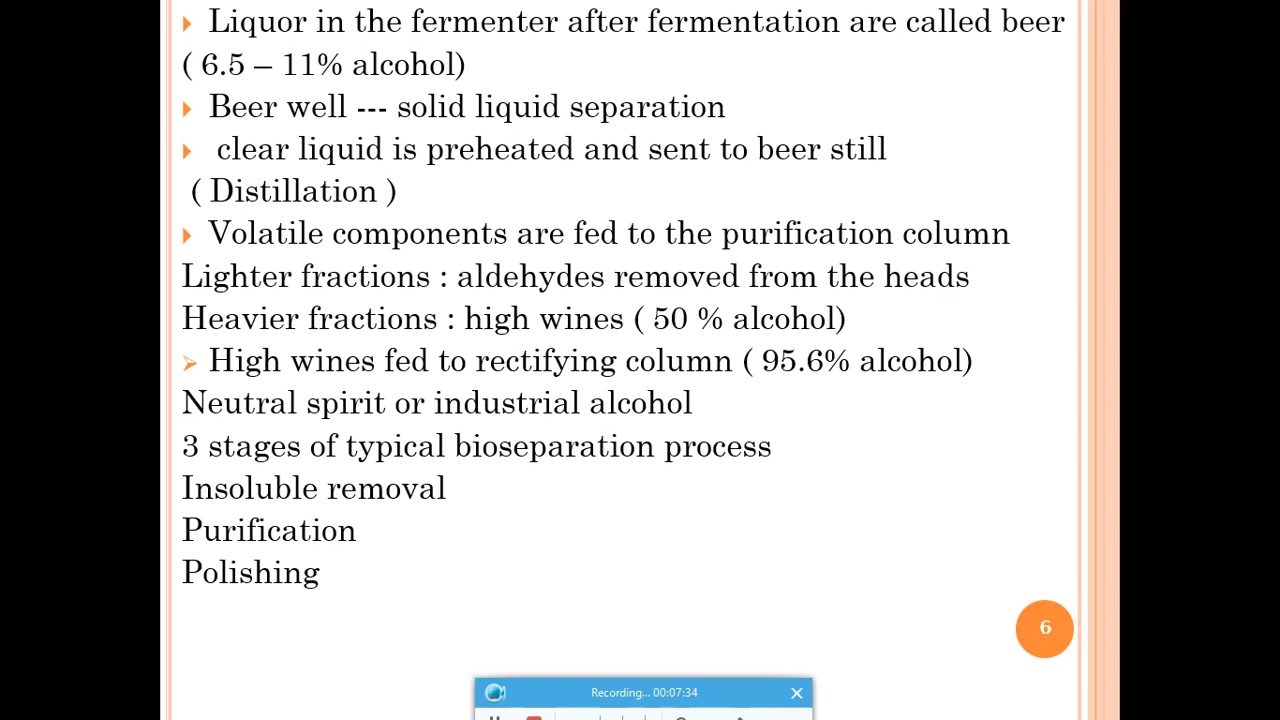 Liquor in the fermenter after fermentation are called beer
( 6.5 – 11% alcohol)
Beer well --- solid liquid separation
clear liquid is preheated and sent to beer still
( Distillation )
Volatile components are fed to the purification column
Lighter fractions : aldehydes removed from the heads
Heavier fractions : high wines ( 50 % alcohol)
High wines fed to rectifying column ( 95.6% alcohol)
Neutral spirit or industrial alcohol
3 stages of typical bioseparation process
Insoluble removal
Purification
Polishing
6
Recording... 00:07:34